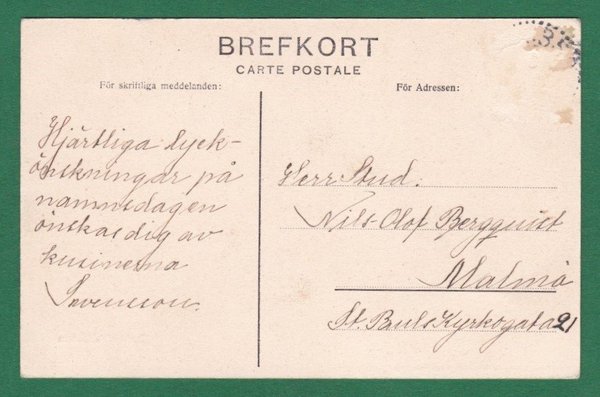 BREFKORT
CARTE POSTALE
För skriftliga meddelanden:
Hjärtliga lyck-
önskningar på
namnsdagen
önskas dig av
kusinerna
Svenson.
För Adressen:
Herr Stud.
Nils Olof Bergquist
Malmö
St. Pauls Kyrkogata 21